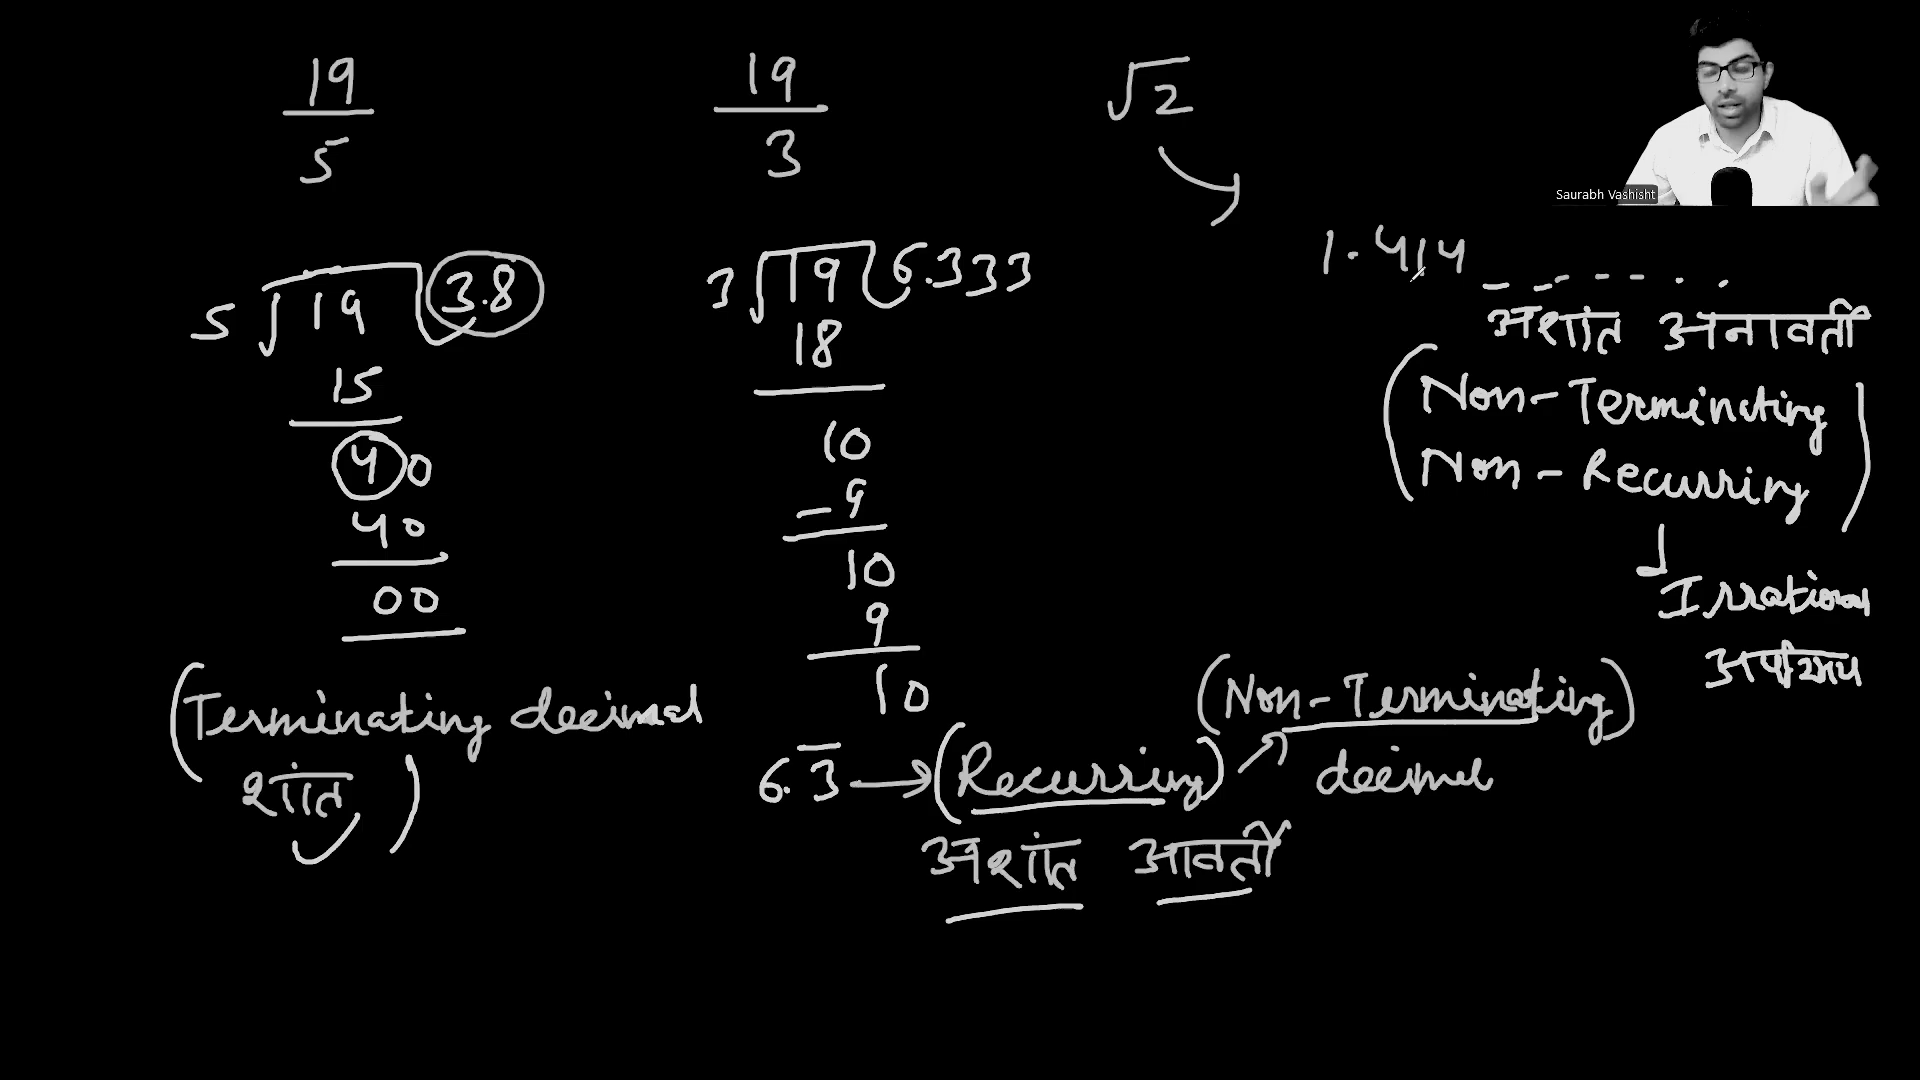 19
5
5 19 3.8
15
40
40
00
(Terminating decimal
शांत)
19
3
3 19 6.333
18
10
- 9
10
9
10
6.3̅ → (Recurring)
(Non-Terminating)
decimal
अशांत आवर्ती
√2
1.414 _ _ . - - - . .
अशांत अनावर्ती
(Non-Terminating
Non-Recurring)
Irrational
Saurabh Vashisht